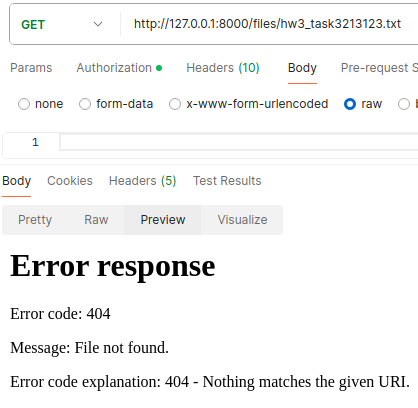 GET http://127.0.0.1:8000/files/hw3_task3213123.txt
Params Authorization Headers (10) Body Pre-request S
none form-data x-www-form-urlencoded raw
1
Body Cookies Headers (5) Test Results
Pretty Raw Preview Visualize
Error response
Error code: 404
Message: File not found.
Error code explanation: 404 - Nothing matches the given URI.